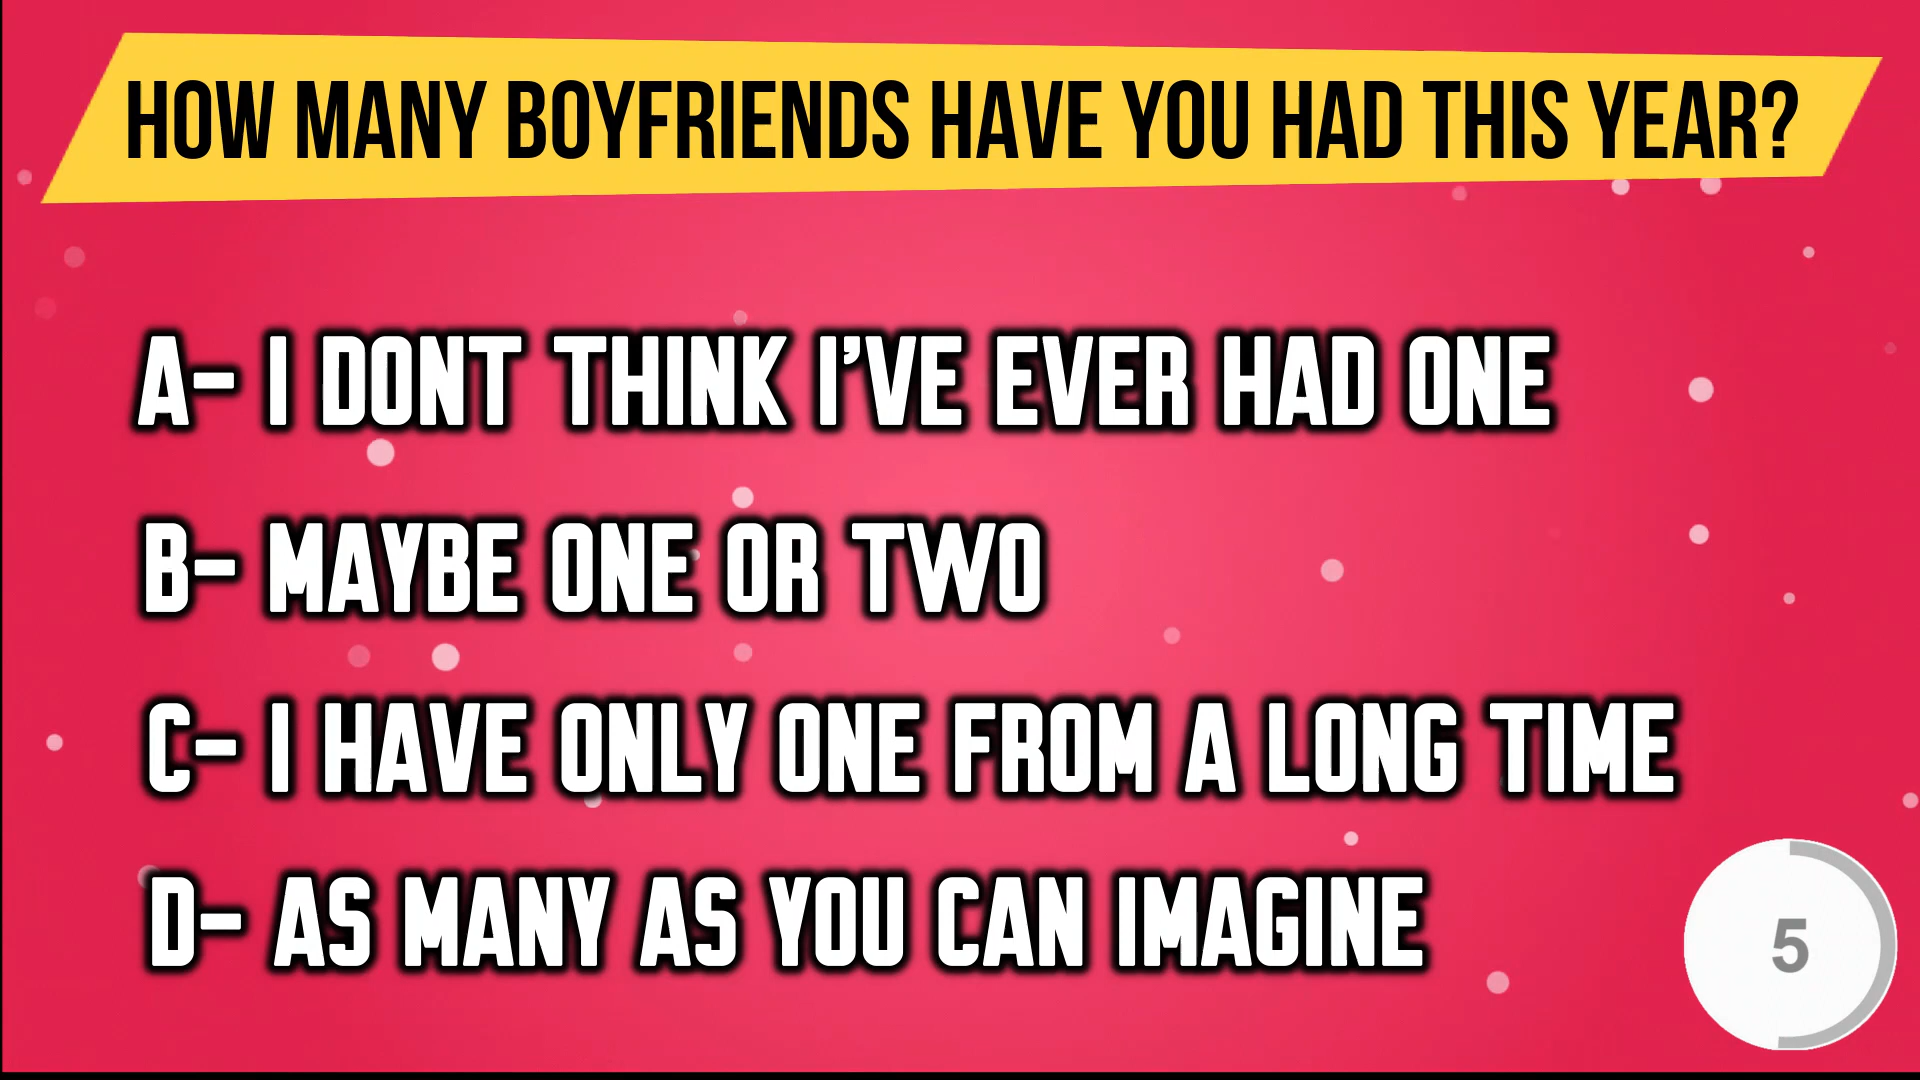 HOW MANY BOYFRIENDS HAVE YOU HAD THIS YEAR?
A- I DONT THINK I'VE EVER HAD ONE
B- MAYBE ONE OR TWO
C- I HAVE ONLY ONE FROM A LONG TIME
D- AS MANY AS YOU CAN IMAGINE
5